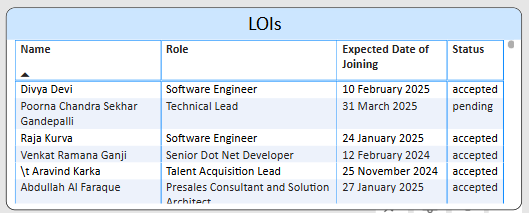 LOIs
Name Role Expected Date of Joining Status
Divya Devi Software Engineer 10 February 2025 accepted
Poorna Chandra Sekhar Gandepalli Technical Lead 31 March 2025 pending
Raja Kurva Software Engineer 24 January 2025 accepted
Venkat Ramana Ganji Senior Dot Net Developer 12 February 2024 accepted
\t Aravind Karka Talent Acquisition Lead 25 November 2024 accepted
Abdullah Al Faraque Presales Consultant and Solution Architect 27 January 2025 accepted